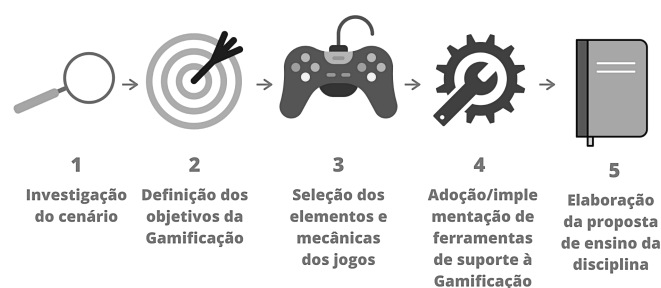 1
Investigação
do cenário
2
Definição dos
objetivos da
Gamificação
3
Seleção dos
elementos e
mecânicas
dos jogos
4
Adoção/imple
mentação de
ferramentas
de suporte à
Gamificação
5
Elaboração
da proposta
de ensino da
disciplina